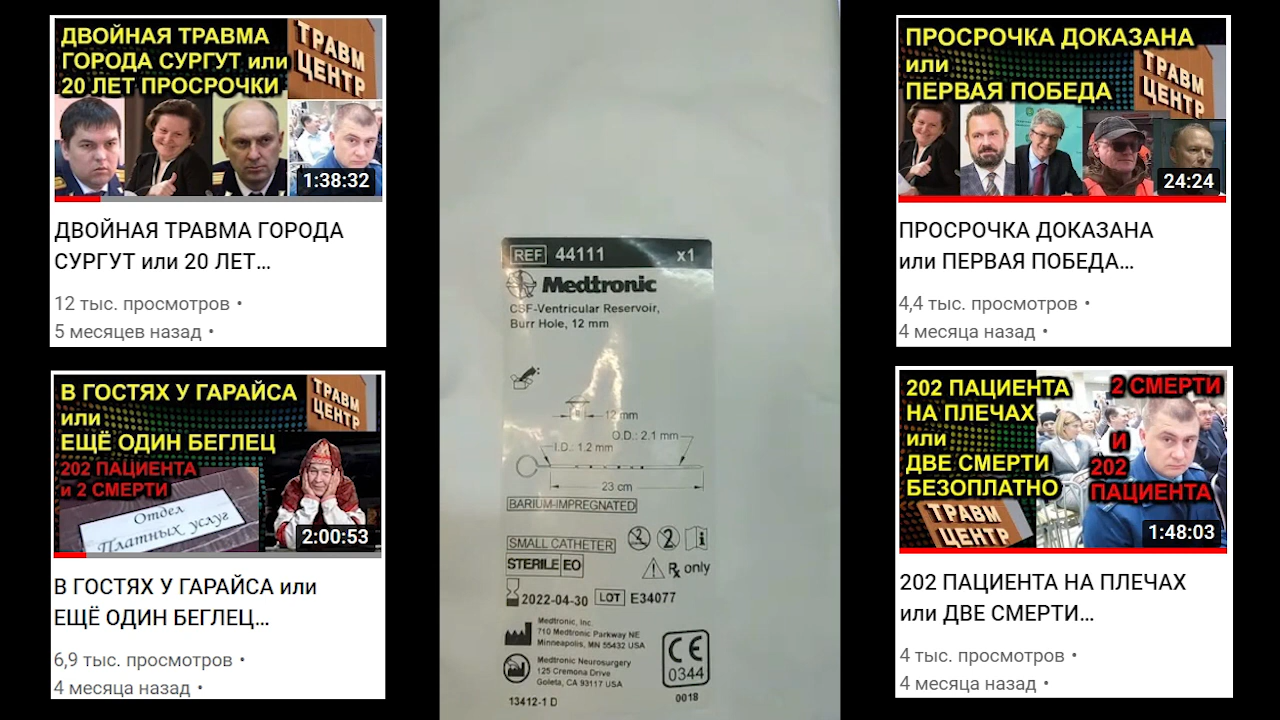 ДВОЙНАЯ ТРАВМА
ГОРОДА СУРГУТ или
20 ЛЕТ ПРОСРОЧКИ
ТРАВМ
ЦЕНТР
1:38:32
ДВОЙНАЯ ТРАВМА ГОРОДА
СУРГУТ или 20 ЛЕТ...
12 тыс. просмотров •
5 месяцев назад •
В ГОСТЯХ У ГАРАЙСА
или
ЕЩЁ ОДИН БЕГЛЕЦ
202 ПАЦИЕНТА
и 2 СМЕРТИ
ТРАВМ
ЦЕНТР
Отдел
Платных услуг
2:00:53
В ГОСТЯХ У ГАРАЙСА или
ЕЩЁ ОДИН БЕГЛЕЦ...
6,9 тыс. просмотров •
4 месяца назад •
REF 44111 x1
Medtronic
CSF-Ventricular Reservoir,
Burr Hole, 12 mm
12 mm
O.D.: 2.1 mm
I.D.: 1.2 mm
23 cm
BARIUM-IMPREGNATED
SMALL CATHETER
2 2 i
STERILE EO
Rx only
2022-04-30 LOT E34077
Medtronic, Inc.
710 Medtronic Parkway NE
Minneapolis, MN 55432 USA
Medtronic Neurosurgery
125 Cremona Drive
Goleta, CA 93117 USA
CE
0344
13412-1 D
0018
ПРОСРОЧКА ДОКАЗАНА
или
ПЕРВАЯ ПОБЕДА
ТРАВМ
ЦЕНТР
24:24
ПРОСРОЧКА ДОКАЗАНА
или ПЕРВАЯ ПОБЕДА...
4,4 тыс. просмотров •
4 месяца назад •
202 ПАЦИЕНТА
НА ПЛЕЧАХ
или
ДВЕ СМЕРТИ
БЕЗОПЛАТНО
2 СМЕРТИ
И
202
ПАЦИЕНТА
ТРАВМ
ЦЕНТР
1:48:03
202 ПАЦИЕНТА НА ПЛЕЧАХ
или ДВЕ СМЕРТИ...
4 тыс. просмотров •
4 месяца назад •